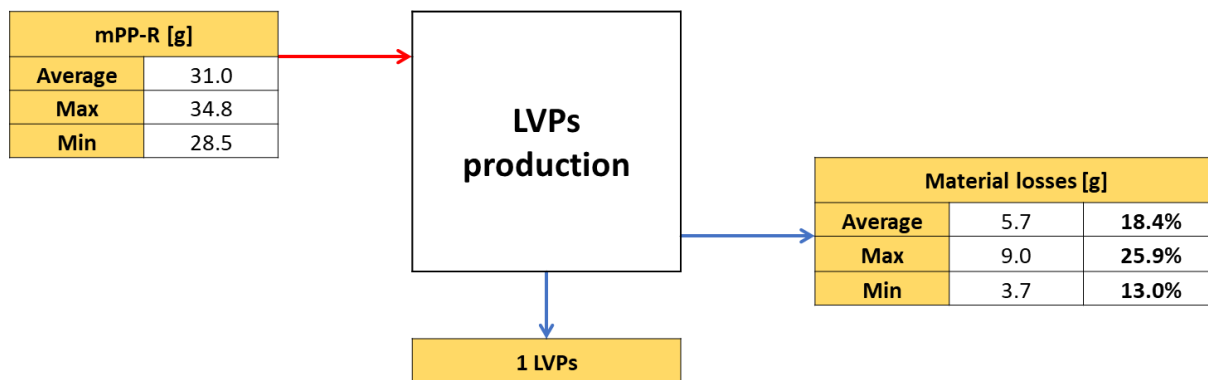 mPP-R [g]
Average 31.0
Max 34.8
Min 28.5
LVPs
production
Material losses [g]
Average 5.7 18.4%
Max 9.0 25.9%
Min 3.7 13.0%
1 LVPs